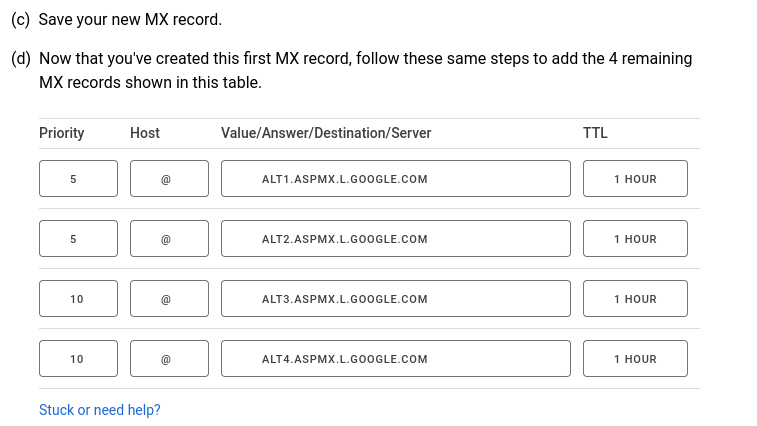 (c) Save your new MX record.
(d) Now that you've created this first MX record, follow these same steps to add the 4 remaining
MX records shown in this table.
Priority Host Value/Answer/Destination/Server TTL
5 @ ALT1.ASPMX.L.GOOGLE.COM 1 HOUR
5 @ ALT2.ASPMX.L.GOOGLE.COM 1 HOUR
10 @ ALT3.ASPMX.L.GOOGLE.COM 1 HOUR
10 @ ALT4.ASPMX.L.GOOGLE.COM 1 HOUR
Stuck or need help?